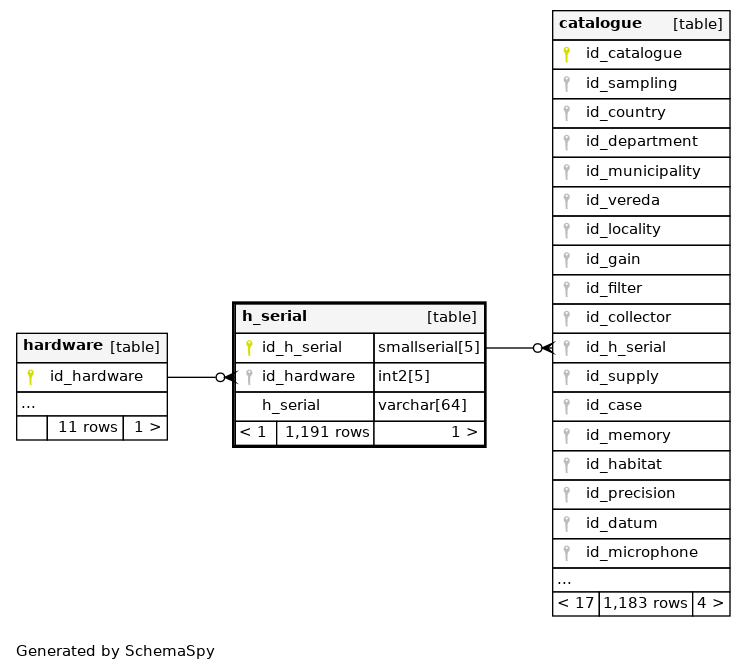 hardware [table]
id_hardware
...
11 rows 1 >
h_serial [table]
id_h_serial smallserial[5]
id_hardware int2[5]
h_serial varchar[64]
< 1 1,191 rows 1 >
catalogue [table]
id_catalogue
id_sampling
id_country
id_department
id_municipality
id_vereda
id_locality
id_gain
id_filter
id_collector
id_h_serial
id_supply
id_case
id_memory
id_habitat
id_precision
id_datum
id_microphone
...
< 17 1,183 rows 4 >
Generated by SchemaSpy